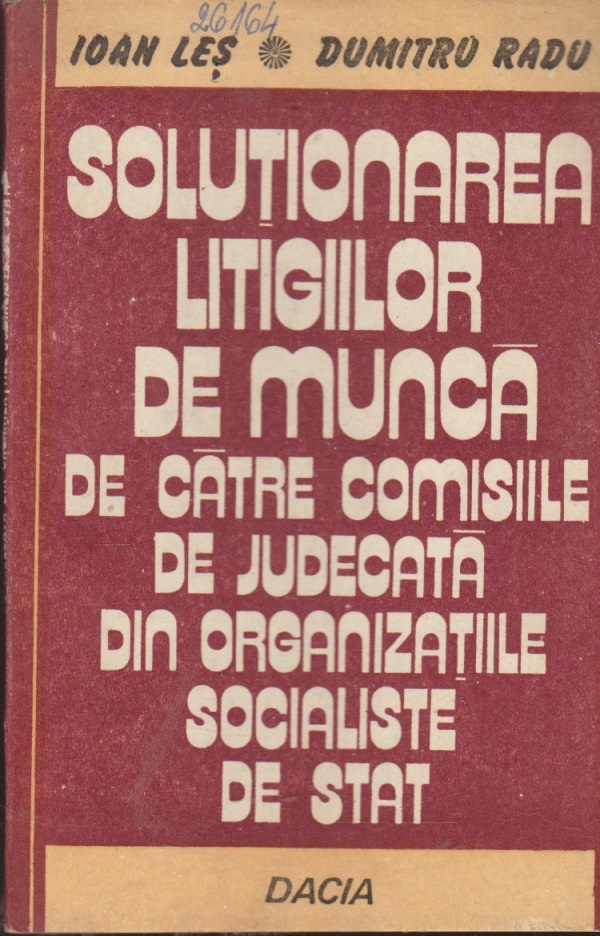 26164
IOAN LEȘ DUMITRU RADU
SOLUȚIONAREA
LITIGIILOR
DE MUNCĂ
DE CĂTRE COMISIILE
DE JUDECATĂ
DIN ORGANIZAȚIILE
SOCIALISTE
DE STAT
DACIA